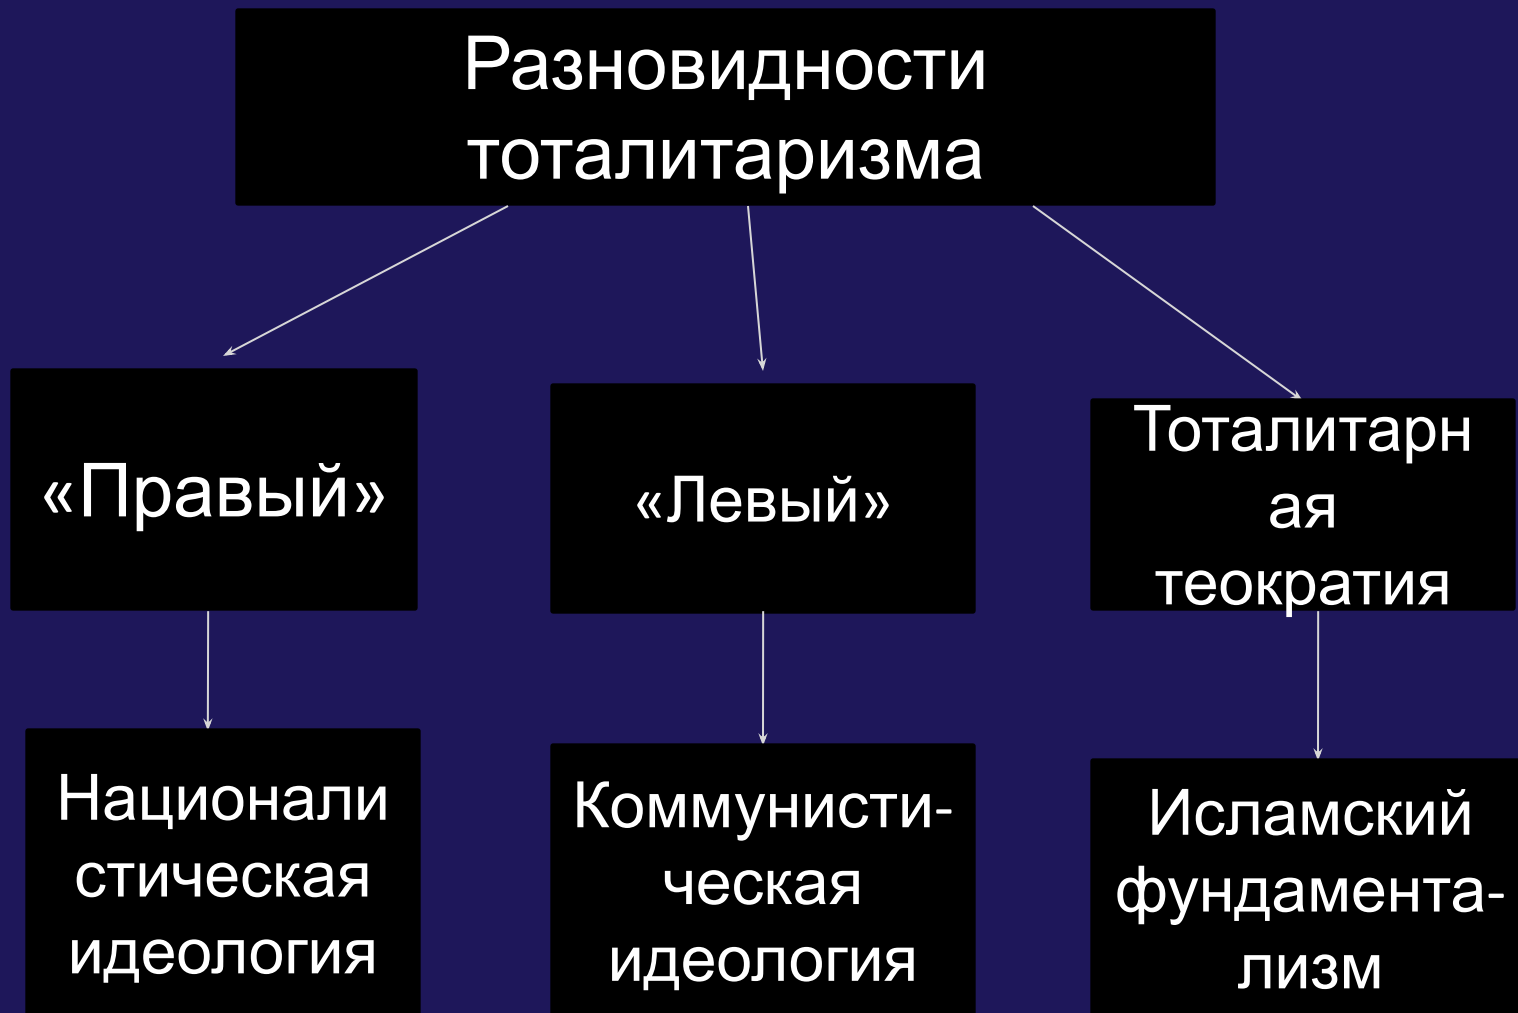 Разновидности
тоталитаризма
«Правый»
«Левый»
Тоталитарн
ая
теократия
Национали
стическая
идеология
Коммунисти-
ческая
идеология
Исламский
фундамента-
лизм